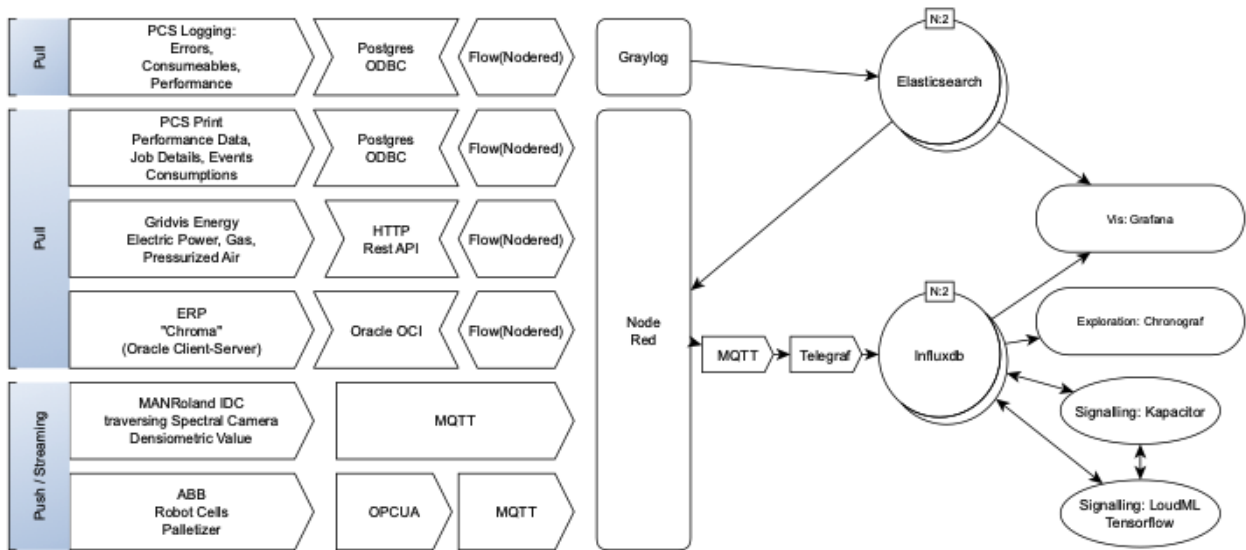 Pull
PCS Logging:
Errors,
Consumeables,
Performance
Postgres
ODBC
Flow(Nodered)
Graylog
N:2
Elasticsearch
Pull
PCS Print
Performance Data,
Job Details, Events
Consumptions
Postgres
ODBC
Flow(Nodered)
Gridvis Energy
Electric Power, Gas,
Pressurized Air
HTTP
Rest API
Flow(Nodered)
ERP
"Chroma"
(Oracle Client-Server)
Oracle OCI
Flow(Nodered)
Node
Red
MQTT
Telegraf
N:2
Influxdb
Vis: Grafana
Exploration: Chronograf
Signalling: Kapacitor
Signalling: LoudML
Tensorflow
Push / Streaming
MANRoland IDC
traversing Spectral Camera
Densiometric Value
MQTT
ABB
Robot Cells
Palletizer
OPCUA
MQTT